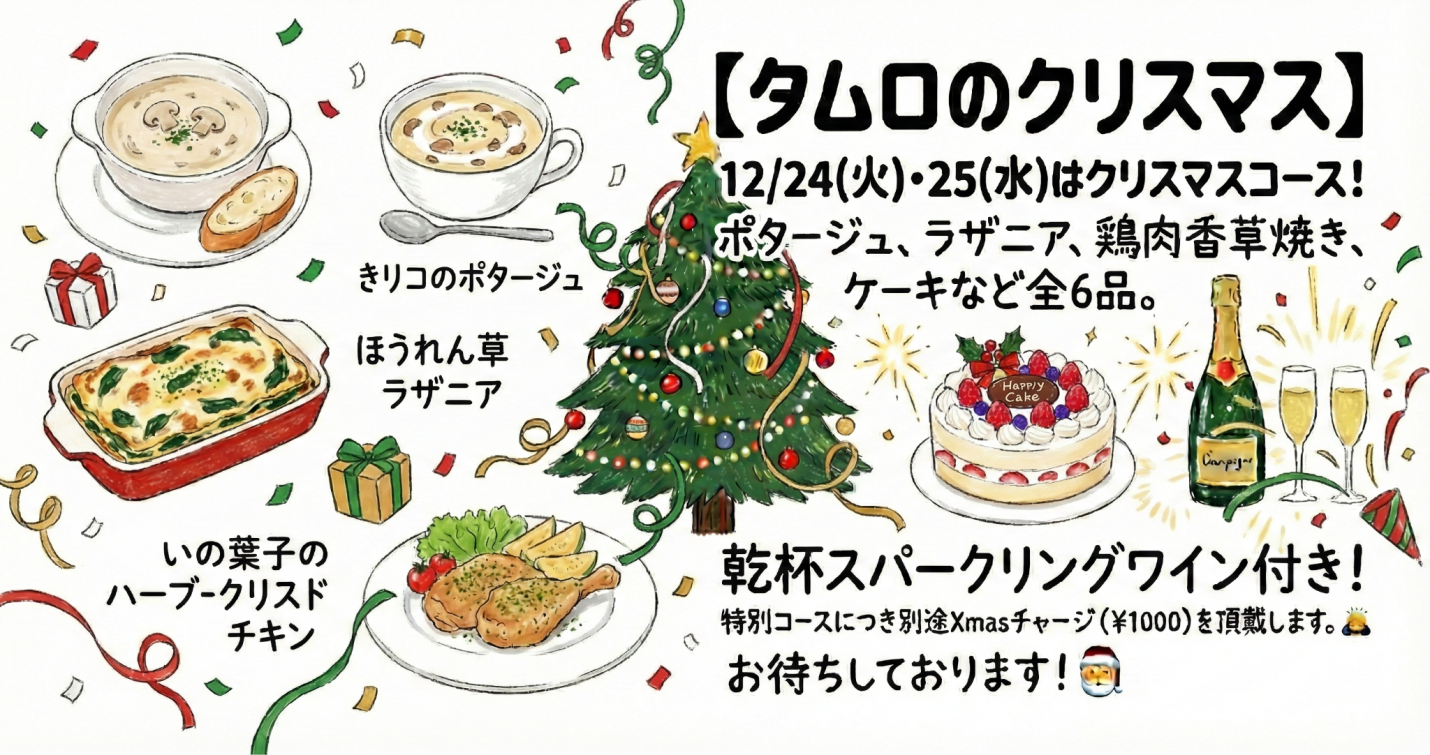 【タムロのクリスマス】
12/24(火)・25(水)はクリスマスコース!
ポタージュ、ラザニア、鶏肉香草焼き、
ケーキなど全6品。
きリコのポタージュ
ほうれん草
ラザニア
Happy
Cake
いの葉子の
ハーブ-クリスド
チキン
乾杯スパークリングワイン付き!
特別コースにつき別途Xmasチャージ(¥1000)を頂戴します。🙇
お待ちしております!🎅